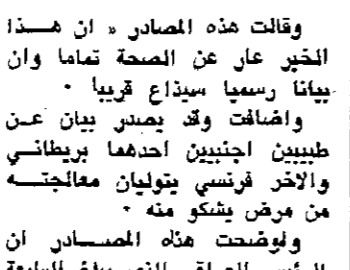 وقالت هذه المصادر « ان هذا
الخبر عار عن الصحة تماما وان
بيانا رسميا سيذاع قريبا ٠
واضافت وقد يصدر بيان عن
طبيبين اجنبيين احدهما بريطاني
والاخر فرنسي يتوليان معالجته
من مرض يشكو منه ٠
واوضحت هذه المصادر ان